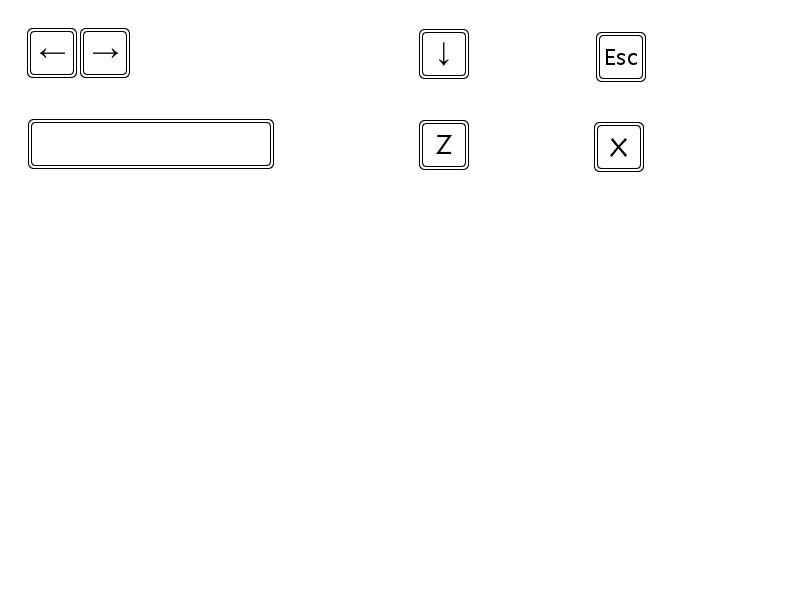 ← → ↓ Esc
Z X